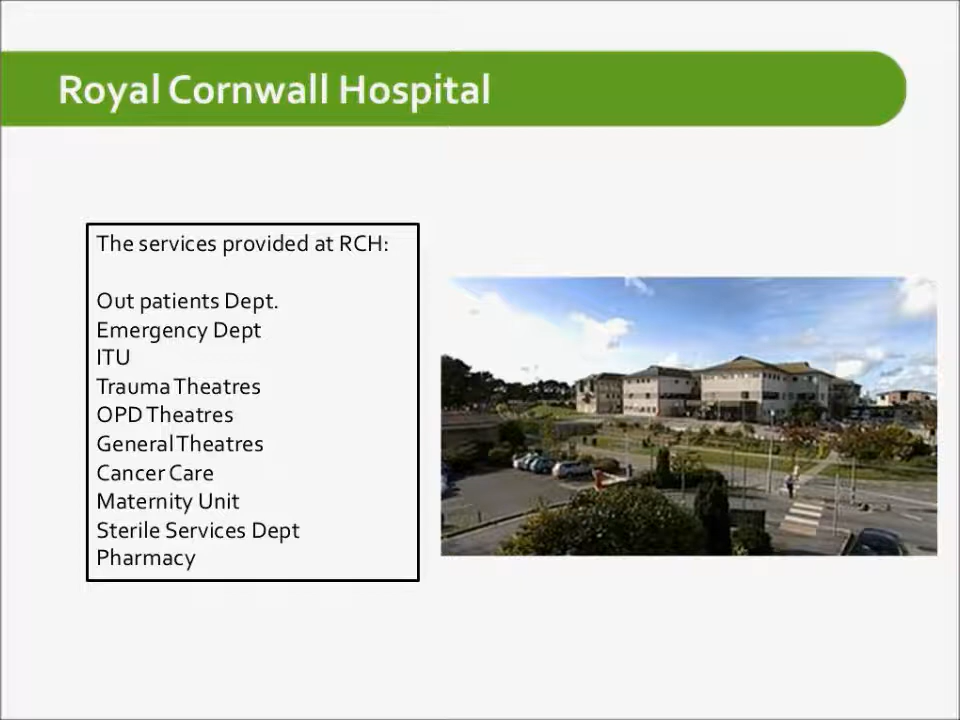 Royal Cornwall Hospital
The services provided at RCH:
Out patients Dept.
Emergency Dept
ITU
Trauma Theatres
OPD Theatres
General Theatres
Cancer Care
Maternity Unit
Sterile Services Dept
Pharmacy